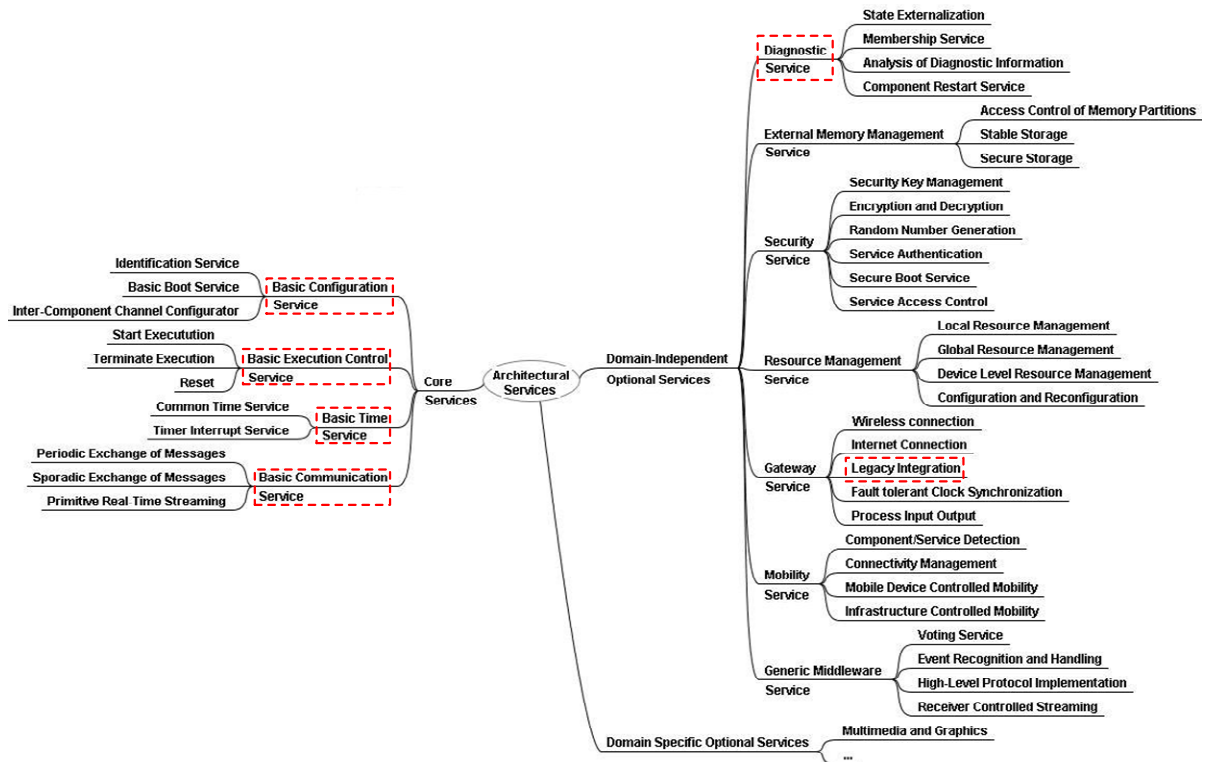 State Externalization
Membership Service
Diagnostic
Service
Analysis of Diagnostic Information
Component Restart Service
Access Control of Memory Partitions
External Memory Management
Service
Stable Storage
Secure Storage
Security Key Management
Encryption and Decryption
Random Number Generation
Security
Service
Service Authentication
Secure Boot Service
Service Access Control
Identification Service
Basic Boot Service
Inter-Component Channel Configurator
Basic Configuration
Service
Start Executution
Terminate Execution
Reset
Basic Execution Control
Service
Common Time Service
Timer Interrupt Service
Basic Time
Service
Periodic Exchange of Messages
Sporadic Exchange of Messages
Primitive Real-Time Streaming
Basic Communication
Service
Core
Services
Architectural
Services
Domain-Independent
Optional Services
Local Resource Management
Global Resource Management
Resource Management
Service
Device Level Resource Management
Configuration and Reconfiguration
Wireless connection
Internet Connection
Gateway
Service
Legacy Integration
Fault tolerant Clock Synchronization
Process Input Output
Component/Service Detection
Connectivity Management
Mobility
Service
Mobile Device Controlled Mobility
Infrastructure Controlled Mobility
Voting Service
Event Recognition and Handling
Generic Middleware
Service
High-Level Protocol Implementation
Receiver Controlled Streaming
Domain Specific Optional Services
Multimedia and Graphics
...